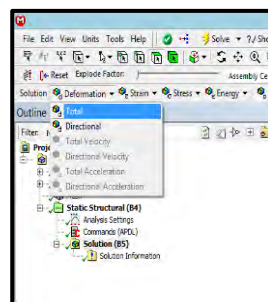 File Edit View Units Tools Help Solve ?/Sho
Reset Explode Factor: Assembly Ce
Solution Deformation Strain Stress Energy
Outline Total
Filter: Directional
Total Velocity
Proje Directional Velocity
Total Acceleration
Directional Acceleration
Static Structural (B4)
Analysis Settings
Commands (APDL)
Solution (B5)
Solution Information